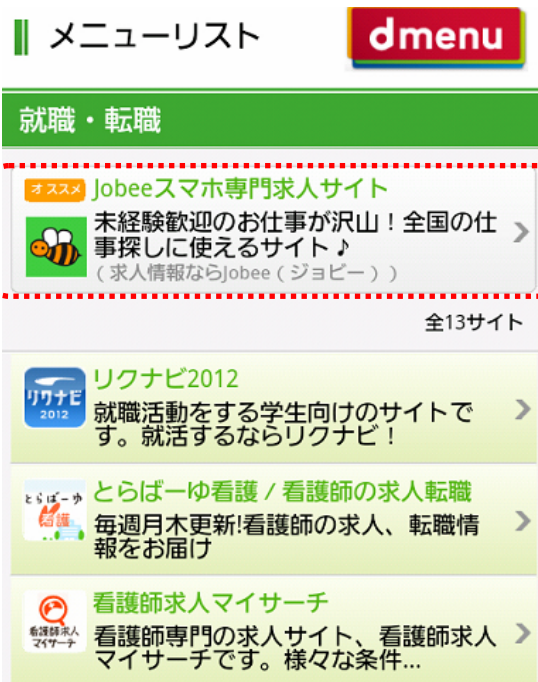 メニューリスト
dmenu
就職・転職
オススメ
Jobeeスマホ専門求人サイト
未経験歓迎のお仕事が沢山！全国の仕
事探しに使えるサイト♪
(求人情報ならJobee(ジョビー))
全13サイト
リクナビ
2012
リクナビ2012
就職活動をする学生向けのサイトで
す。就活するならリクナビ！
とらばーゆ
看護
とらばーゆ看護 / 看護師の求人転職
毎週月木更新!看護師の求人、転職情
報をお届け
看護師求人
マイサーチ
看護師求人マイサーチ
看護師専門の求人サイト、看護師求人
マイサーチです。様々な条件...